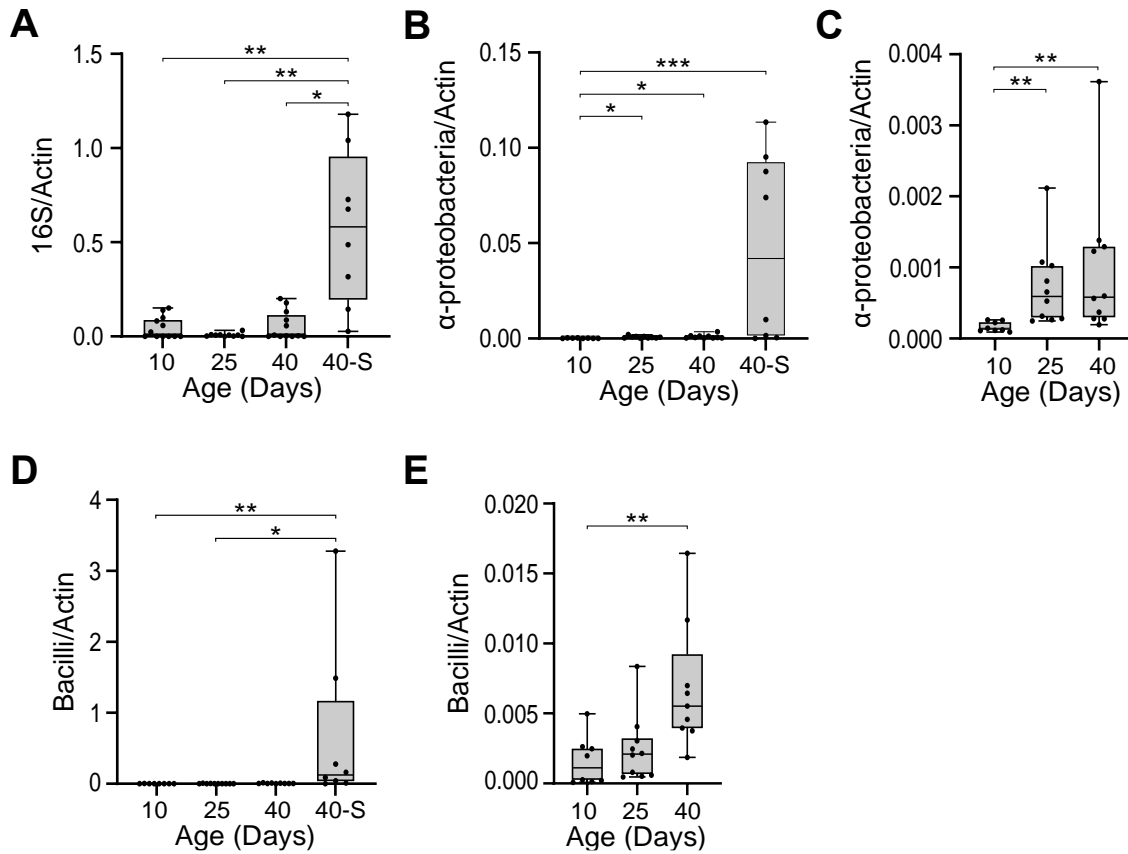 A
16S/Actin
1.5
1.0
0.5
0.0
**
**
*
10 25 40 40-S
Age (Days)
B
α-proteobacteria/Actin
0.15
0.10
0.05
0.00
***
*
*
10 25 40 40-S
Age (Days)
C
α-proteobacteria/Actin
0.004
0.003
0.002
0.001
0.000
**
**
10 25 40
Age (Days)
D
Bacilli/Actin
4
3
2
1
0
**
*
10 25 40 40-S
Age (Days)
E
Bacilli/Actin
0.020
0.015
0.010
0.005
0.000
**
10 25 40
Age (Days)